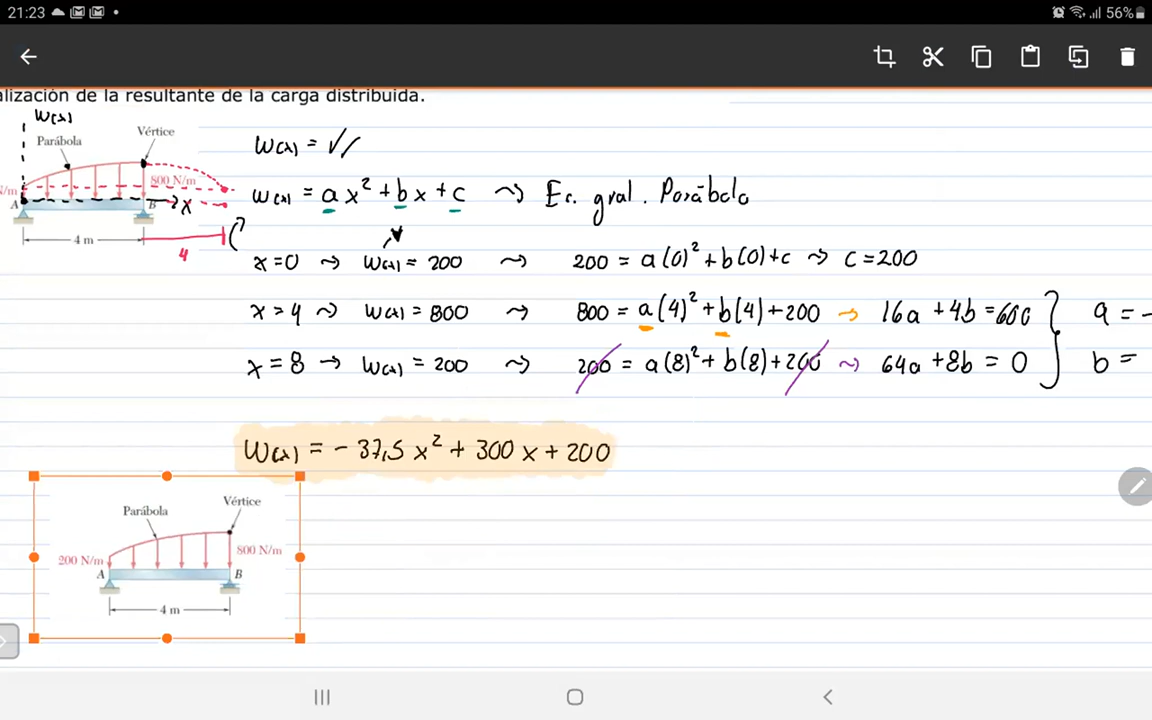 21:23 56%
alización de la resultante de la carga distribuida.
W(x)
Parábola
Vértice
800 N/m
N/m
A
B
x
4 m
4
W(x) =
W(x) = ax² + bx + c ~> Ec. gral. Parábola
x=0 ~> W(x) = 200 ~> 200 = a(0)² + b(0) + c ~> c = 200
x=4 ~> W(x) = 800 ~> 800 = a(4)² + b(4) + 200 → 16a + 4b = 600 a = -
x = 8 → W(x) = 200 ~> 200 = a(8)² + b(8) + 200 ~> 64a + 8b = 0 b =
W(x) = - 37,5 x² + 300 x + 200
Vértice
Parábola
800 N/m
200 N/m
A
B
4 m